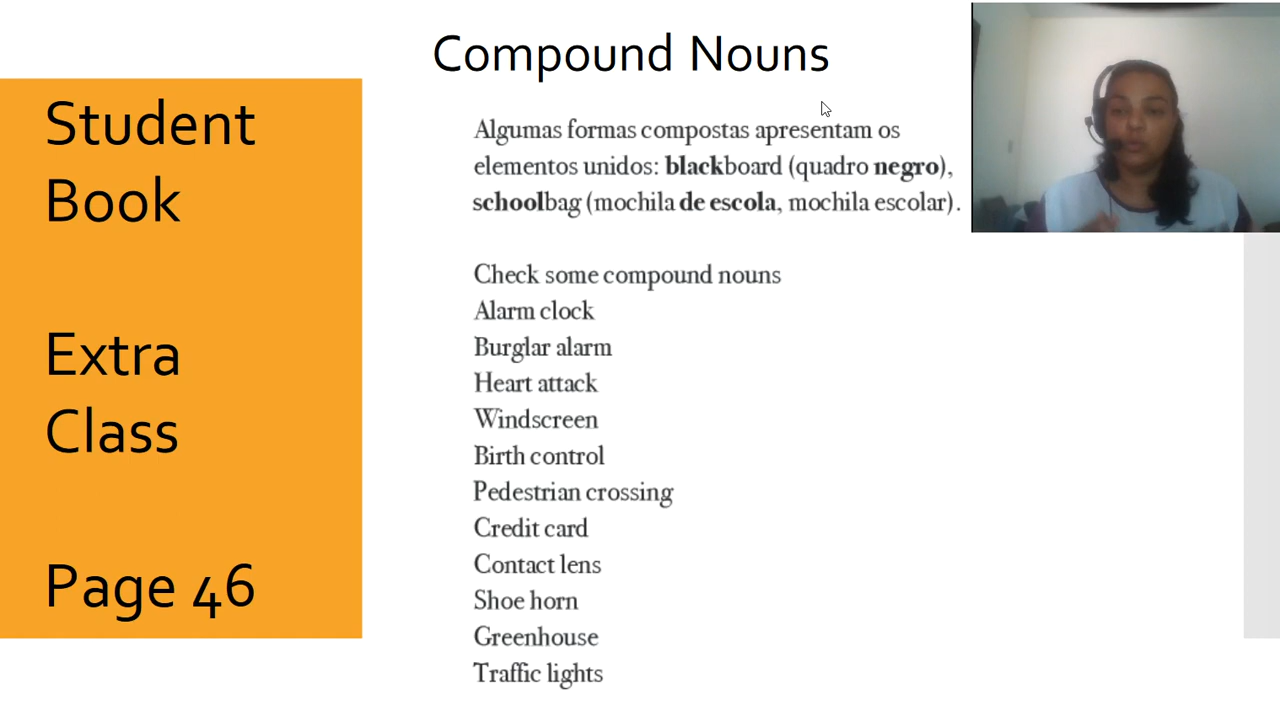 Compound Nouns
Student
Book
Extra
Class
Page 46
Algumas formas compostas apresentam os
elementos unidos: blackboard (quadro negro),
schoolbag (mochila de escola, mochila escolar).
Check some compound nouns
Alarm clock
Burglar alarm
Heart attack
Windscreen
Birth control
Pedestrian crossing
Credit card
Contact lens
Shoe horn
Greenhouse
Traffic lights